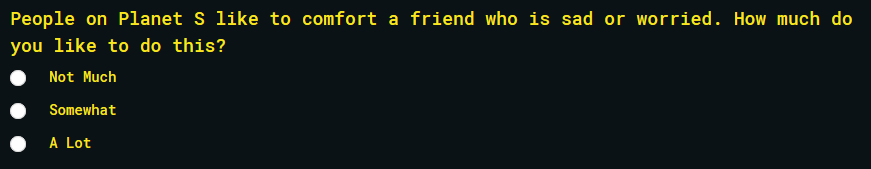 People on Planet S like to comfort a friend who is sad or worried. How much do
you like to do this?
Not Much
Somewhat
A Lot